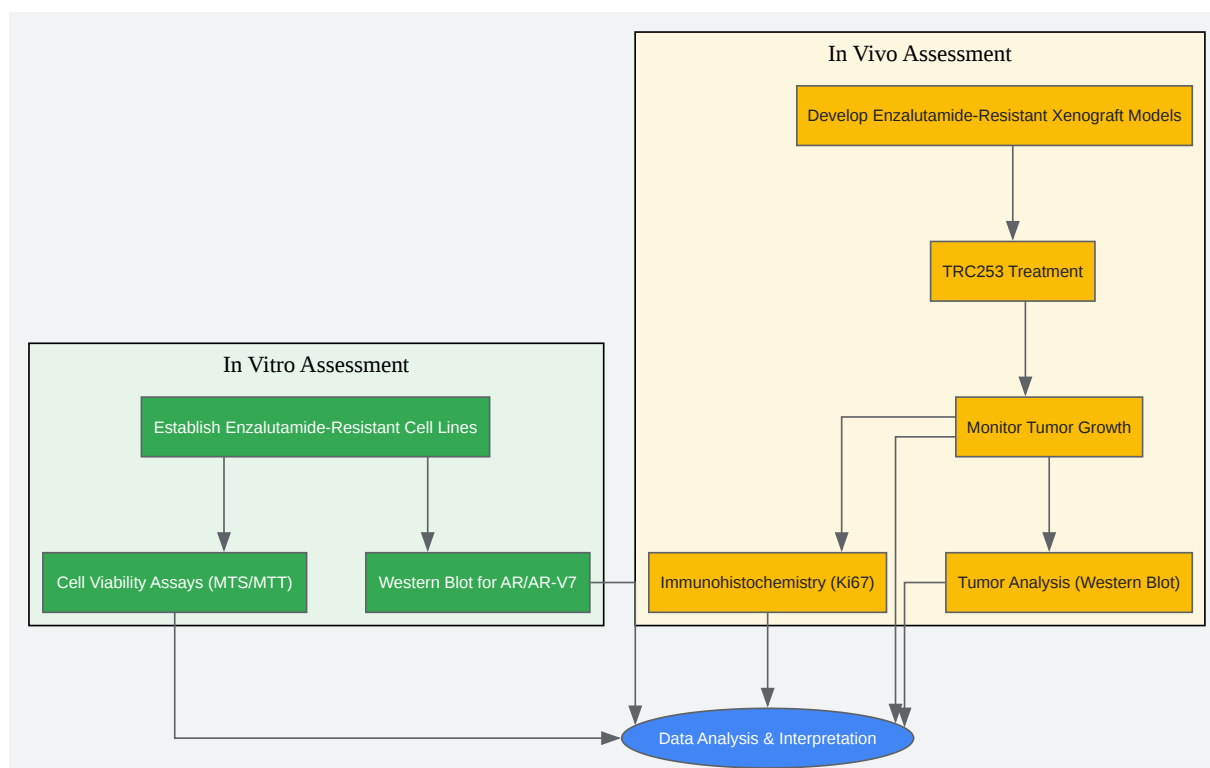 In Vivo Assessment
Develop Enzalutamide-Resistant Xenograft Models
TRC253 Treatment
In Vitro Assessment
Establish Enzalutamide-Resistant Cell Lines
Monitor Tumor Growth
Cell Viability Assays (MTS/MTT)
Western Blot for AR/AR-V7
Immunohistochemistry (Ki67)
Tumor Analysis (Western Blot)
Data Analysis & Interpretation